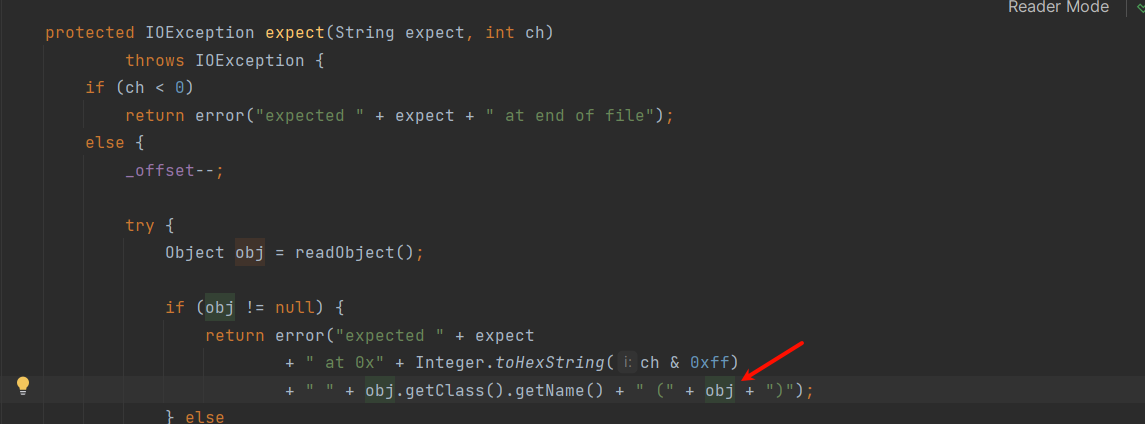 Reader Mode
protected IOException expect(String expect, int ch)
throws IOException {
if (ch < 0)
return error("expected " + expect + " at end of file");
else {
_offset--;
try {
Object obj = readObject();
if (obj != null) {
return error("expected " + expect
+ " at 0x" + Integer.toHexString( i: ch & 0xff)
+ " " + obj.getClass().getName() + " (" + obj + ")");
} else